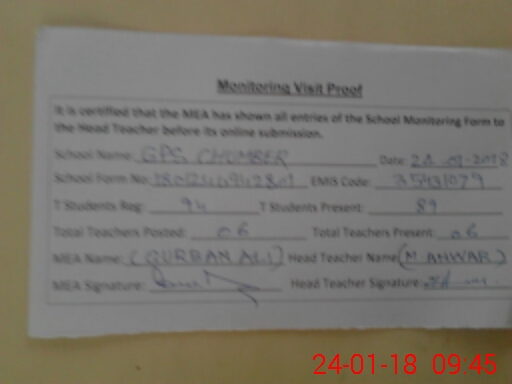 Monitoring Visit Proof
It is certified that the MEA has shown all entries of the School Monitoring Form to
the Head Teacher before its online submission.
School Name: GPS CHUMBER Date: 24-01-2018
School Form No: EMIS Code:
T Students Reg: 94 T Students Present: 89
Total Teachers Posted: 06 Total Teachers Present: 06
MEA Name: (GURBAN ALI) Head Teacher Name (M ANWAR)
MEA Signature: Head Teacher Signature:
24-01-18 09:45